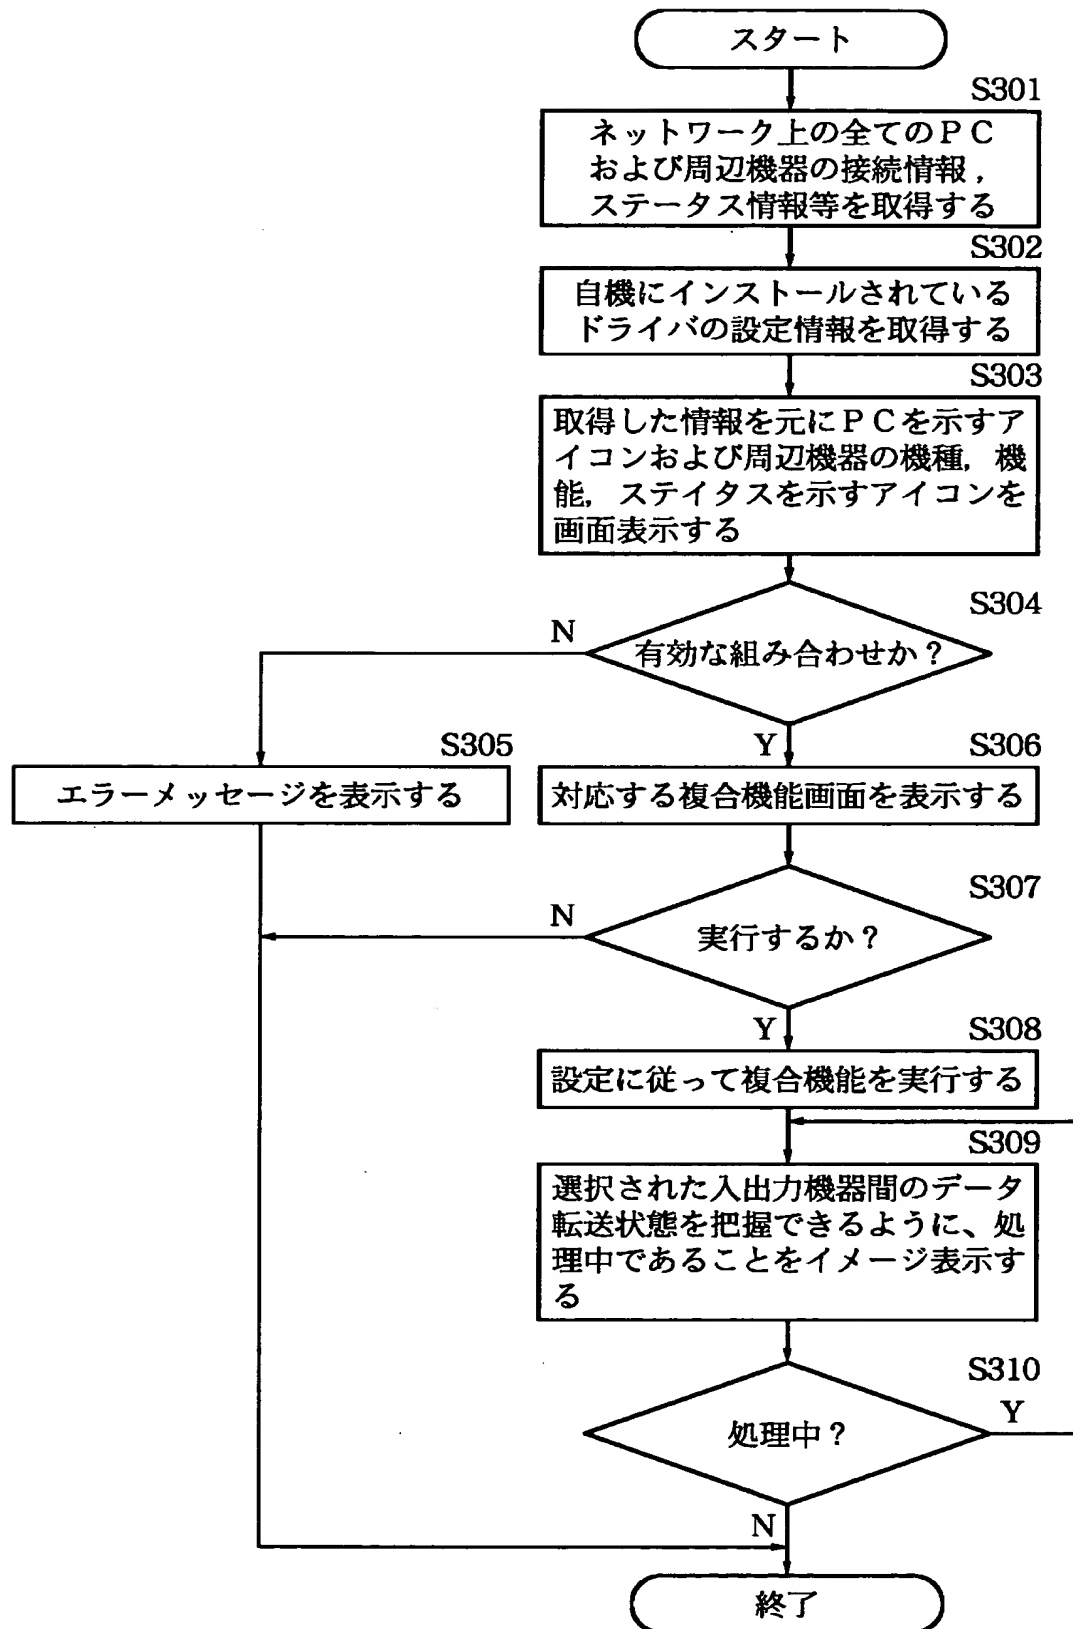 スタート
S301
ネットワーク上の全てのＰＣ
および周辺機器の接続情報，
ステータス情報等を取得する
S302
自機にインストールされている
ドライバの設定情報を取得する
S303
取得した情報を元にＰＣを示すア
イコンおよび周辺機器の機種，機
能，ステイタスを示すアイコンを
画面表示する
S304
有効な組み合わせか？
N
Y
S305
エラーメッセージを表示する
S306
対応する複合機能画面を表示する
S307
実行するか？
N
Y
S308
設定に従って複合機能を実行する
S309
選択された入出力機器間のデータ
転送状態を把握できるように、処
理中であることをイメージ表示す
る
S310
処理中？
Y
N
終了